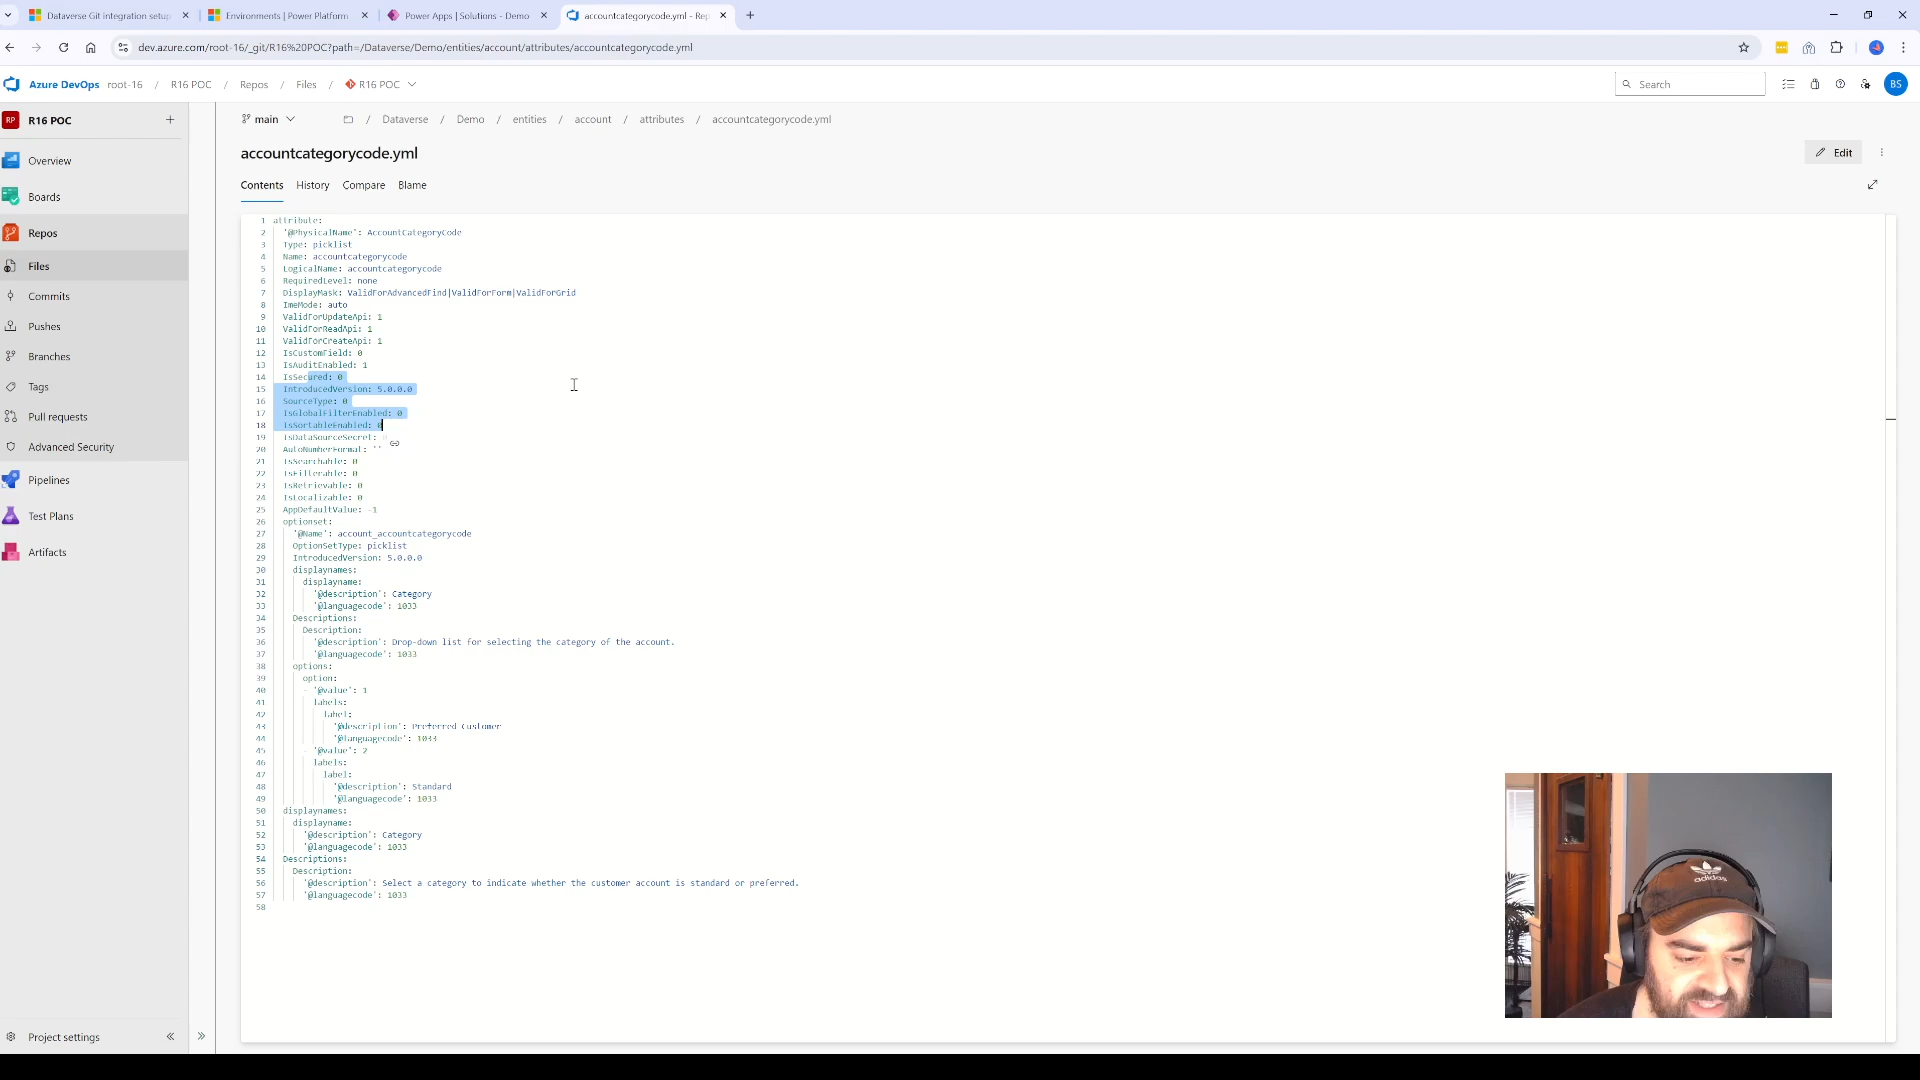 Dataverse Git integration setup
Environments | Power Platform
Power Apps | Solutions - Demo
accountcategorycode.yml - Rep
dev.azure.com/root-16/_git/R16%20POC?path=/Dataverse/Demo/entities/account/attributes/accountcategorycode.yml
Azure DevOps root-16 / R16 POC / Repos / Files / R16 POC
Search
BS
RP R16 POC
main
/ Dataverse / Demo / entities / account / attributes / accountcategorycode.yml
accountcategorycode.yml
Edit
Contents History Compare Blame
Overview
Boards
Repos
Files
Commits
Pushes
Branches
Tags
Pull requests
Advanced Security
Pipelines
Test Plans
Artifacts
Project settings
1 attribute:
2 '@PhysicalName': AccountCategoryCode
3 Type: picklist
4 Name: accountcategorycode
5 LogicalName: accountcategorycode
6 RequiredLevel: none
7 DisplayMask: ValidForAdvancedFind|ValidForForm|ValidForGrid
8 ImeMode: auto
9 ValidForUpdateApi: 1
10 ValidForReadApi: 1
11 ValidForCreateApi: 1
12 IsCustomField: 0
13 IsAuditEnabled: 1
14 IsSecured: 0
15 IntroducedVersion: 5.0.0.0
16 SourceType: 0
17 IsGlobalFilterEnabled: 0
18 IsSortableEnabled: 0
19 IsDataSourceSecret:
20 AutoNumberFormat: ''
21 IsSearchable: 0
22 IsFilterable: 0
23 IsRetrievable: 0
24 IsLocalizable: 0
25 AppDefaultValue: -1
26 optionset:
27 '@Name': account_accountcategorycode
28 OptionSetType: picklist
29 IntroducedVersion: 5.0.0.0
30 displaynames:
31 displayname:
32 '@description': Category
33 '@languagecode': 1033
34 Descriptions:
35 Description:
36 '@description': Drop-down list for selecting the category of the account.
37 '@languagecode': 1033
38 options:
39 option:
40 - '@value': 1
41 labels:
42 label:
43 '@description': Preferred Customer
44 '@languagecode': 1033
45 - '@value': 2
46 labels:
47 label:
48 '@description': Standard
49 '@languagecode': 1033
50 displaynames:
51 displayname:
52 '@description': Category
53 '@languagecode': 1033
54 Descriptions:
55 Description:
56 '@description': Select a category to indicate whether the customer account is standard or preferred.
57 '@languagecode': 1033
58
adidas